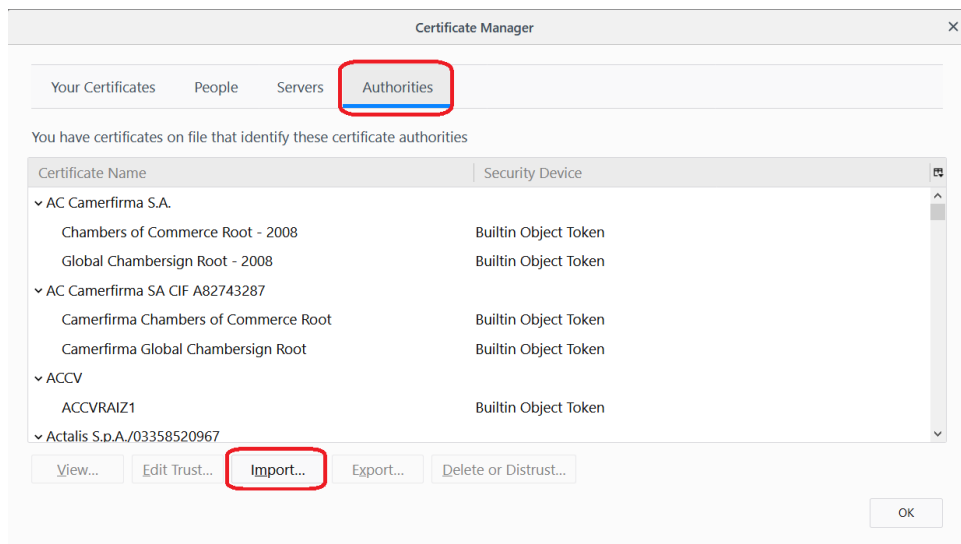 Certificate Manager
Your Certificates People Servers Authorities
You have certificates on file that identify these certificate authorities
Certificate Name Security Device
AC Camerfirma S.A.
Chambers of Commerce Root - 2008 Builtin Object Token
Global Chambersign Root - 2008 Builtin Object Token
AC Camerfirma SA CIF A82743287
Camerfirma Chambers of Commerce Root Builtin Object Token
Camerfirma Global Chambersign Root Builtin Object Token
ACCV
ACCVRAIZ1 Builtin Object Token
Actalis S.p.A./03358520967
View... Edit Trust... Import... Export... Delete or Distrust...
OK